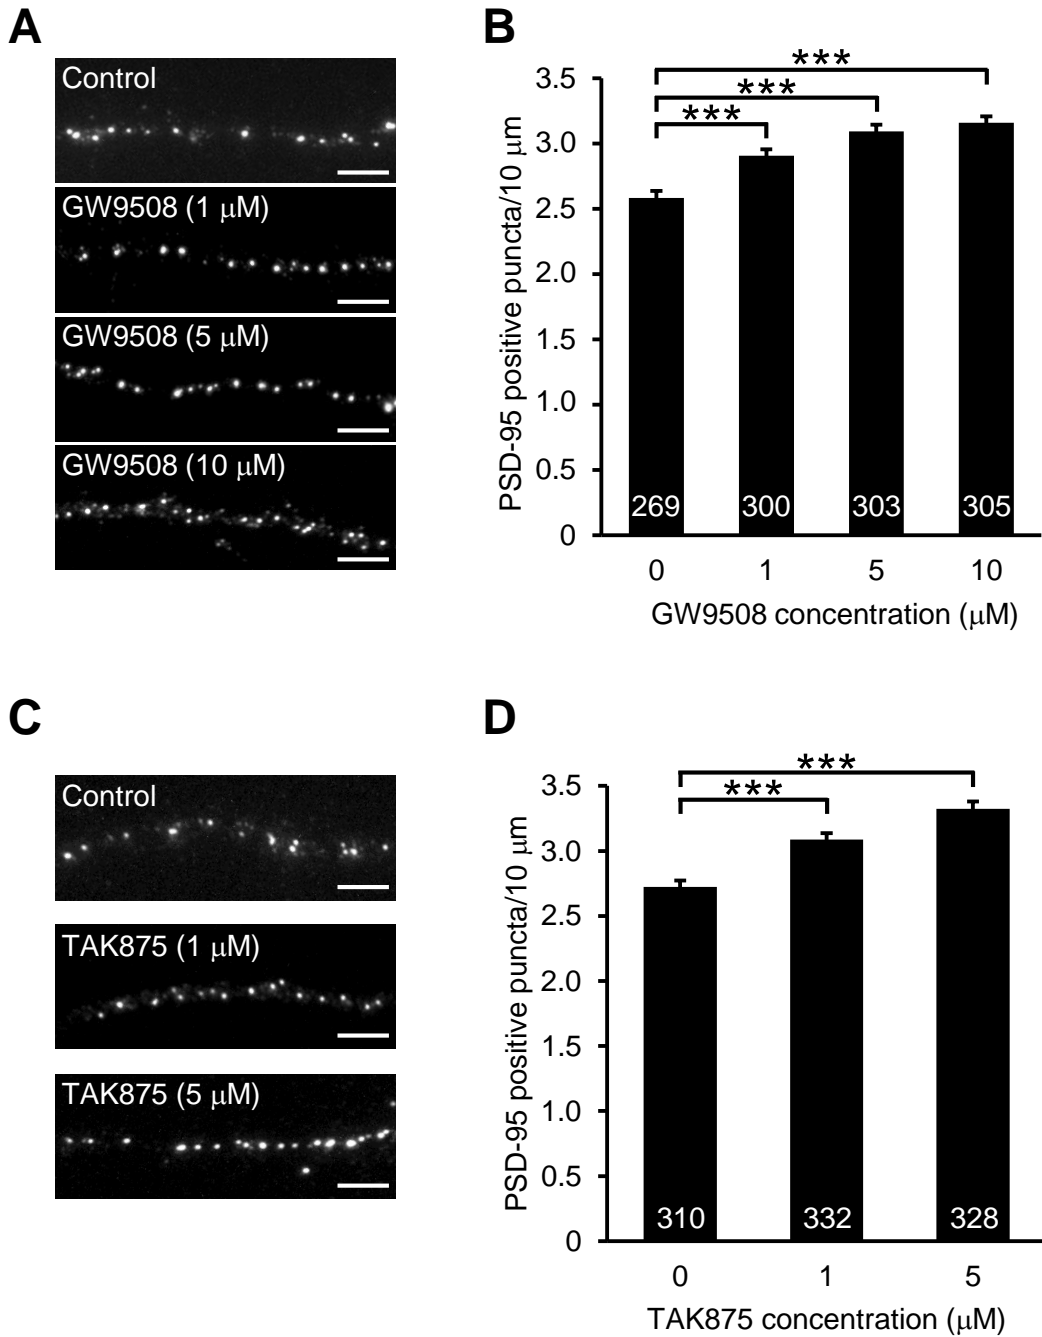 A
Control
GW9508 (1 μM)
GW9508 (5 μM)
GW9508 (10 μM)
B
PSD-95 positive puncta/10 μm
3.5
3.0
2.5
2.0
1.5
1.0
0.5
0
***
***
***
269 300 303 305
0 1 5 10
GW9508 concentration (μM)
C
Control
TAK875 (1 μM)
TAK875 (5 μM)
D
PSD-95 positive puncta/10 μm
3.5
3.0
2.5
2.0
1.5
1.0
0.5
0
***
***
310 332 328
0 1 5
TAK875 concentration (μM)